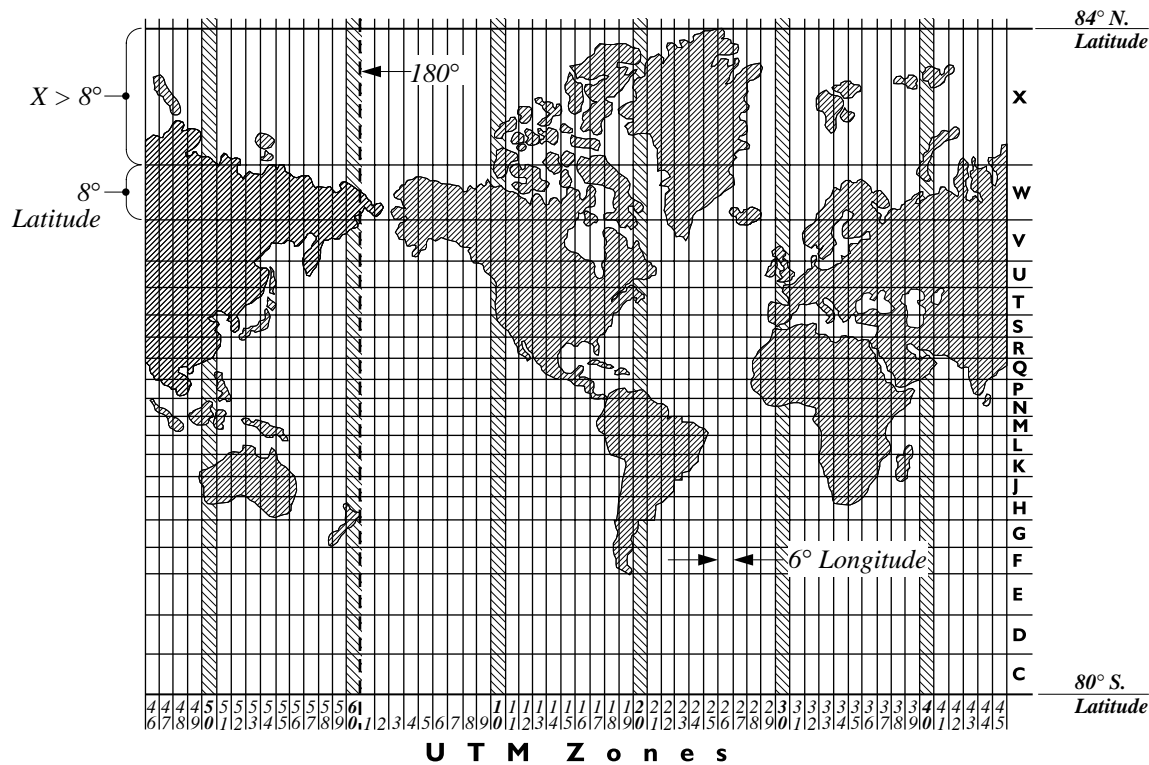 84° N.
Latitude
180°
X > 8°
8°
Latitude
X
W
V
U
T
S
R
Q
P
N
M
L
K
J
H
G
F
E
D
C
6° Longitude
80° S.
Latitude
46 47 48 49 50 51 52 53 54 55 56 57 58 59 60 1 2 3 4 5 6 7 8 9 10 11 12 13 14 15 16 17 18 19 20 21 22 23 24 25 26 27 28 29 30 31 32 33 34 35 36 37 38 39 40 41 42 43 44 45
UTM Zones